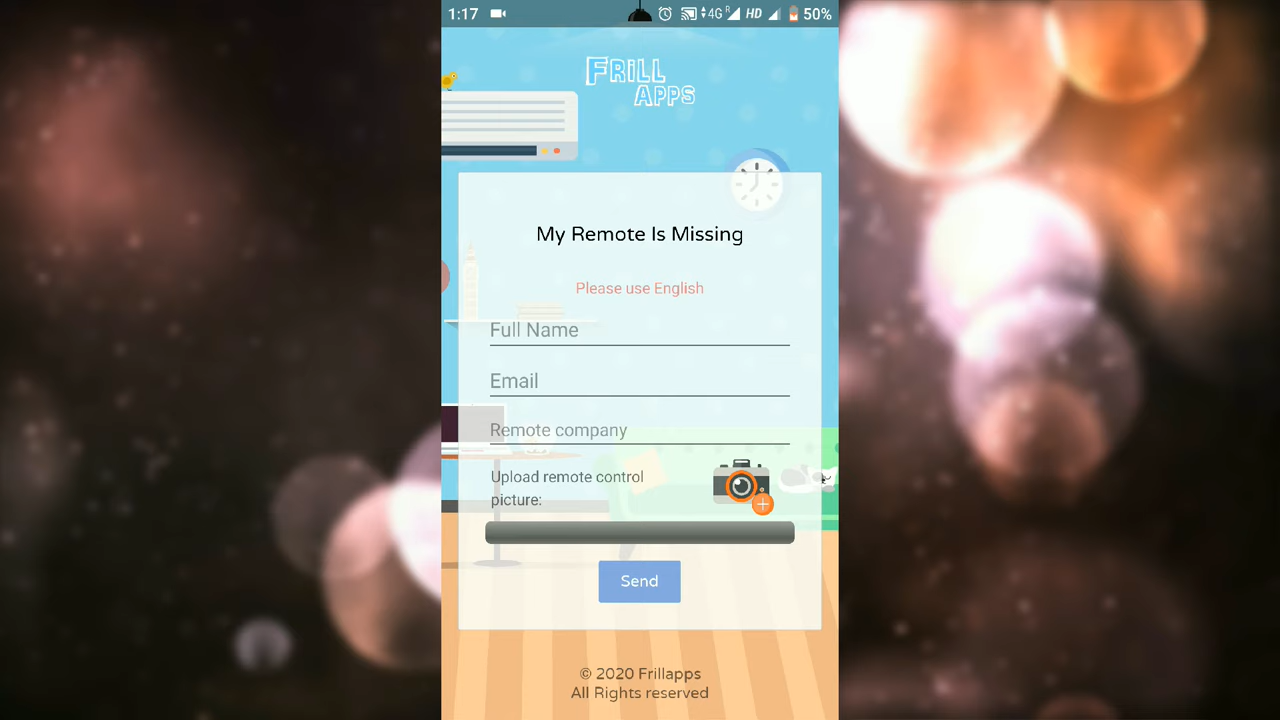 1:17 4G R HD 50%
FRILL
APPS
My Remote Is Missing
Please use English
Full Name
Email
Remote company
Upload remote control
picture:
Send
© 2020 Frillapps
All Rights reserved